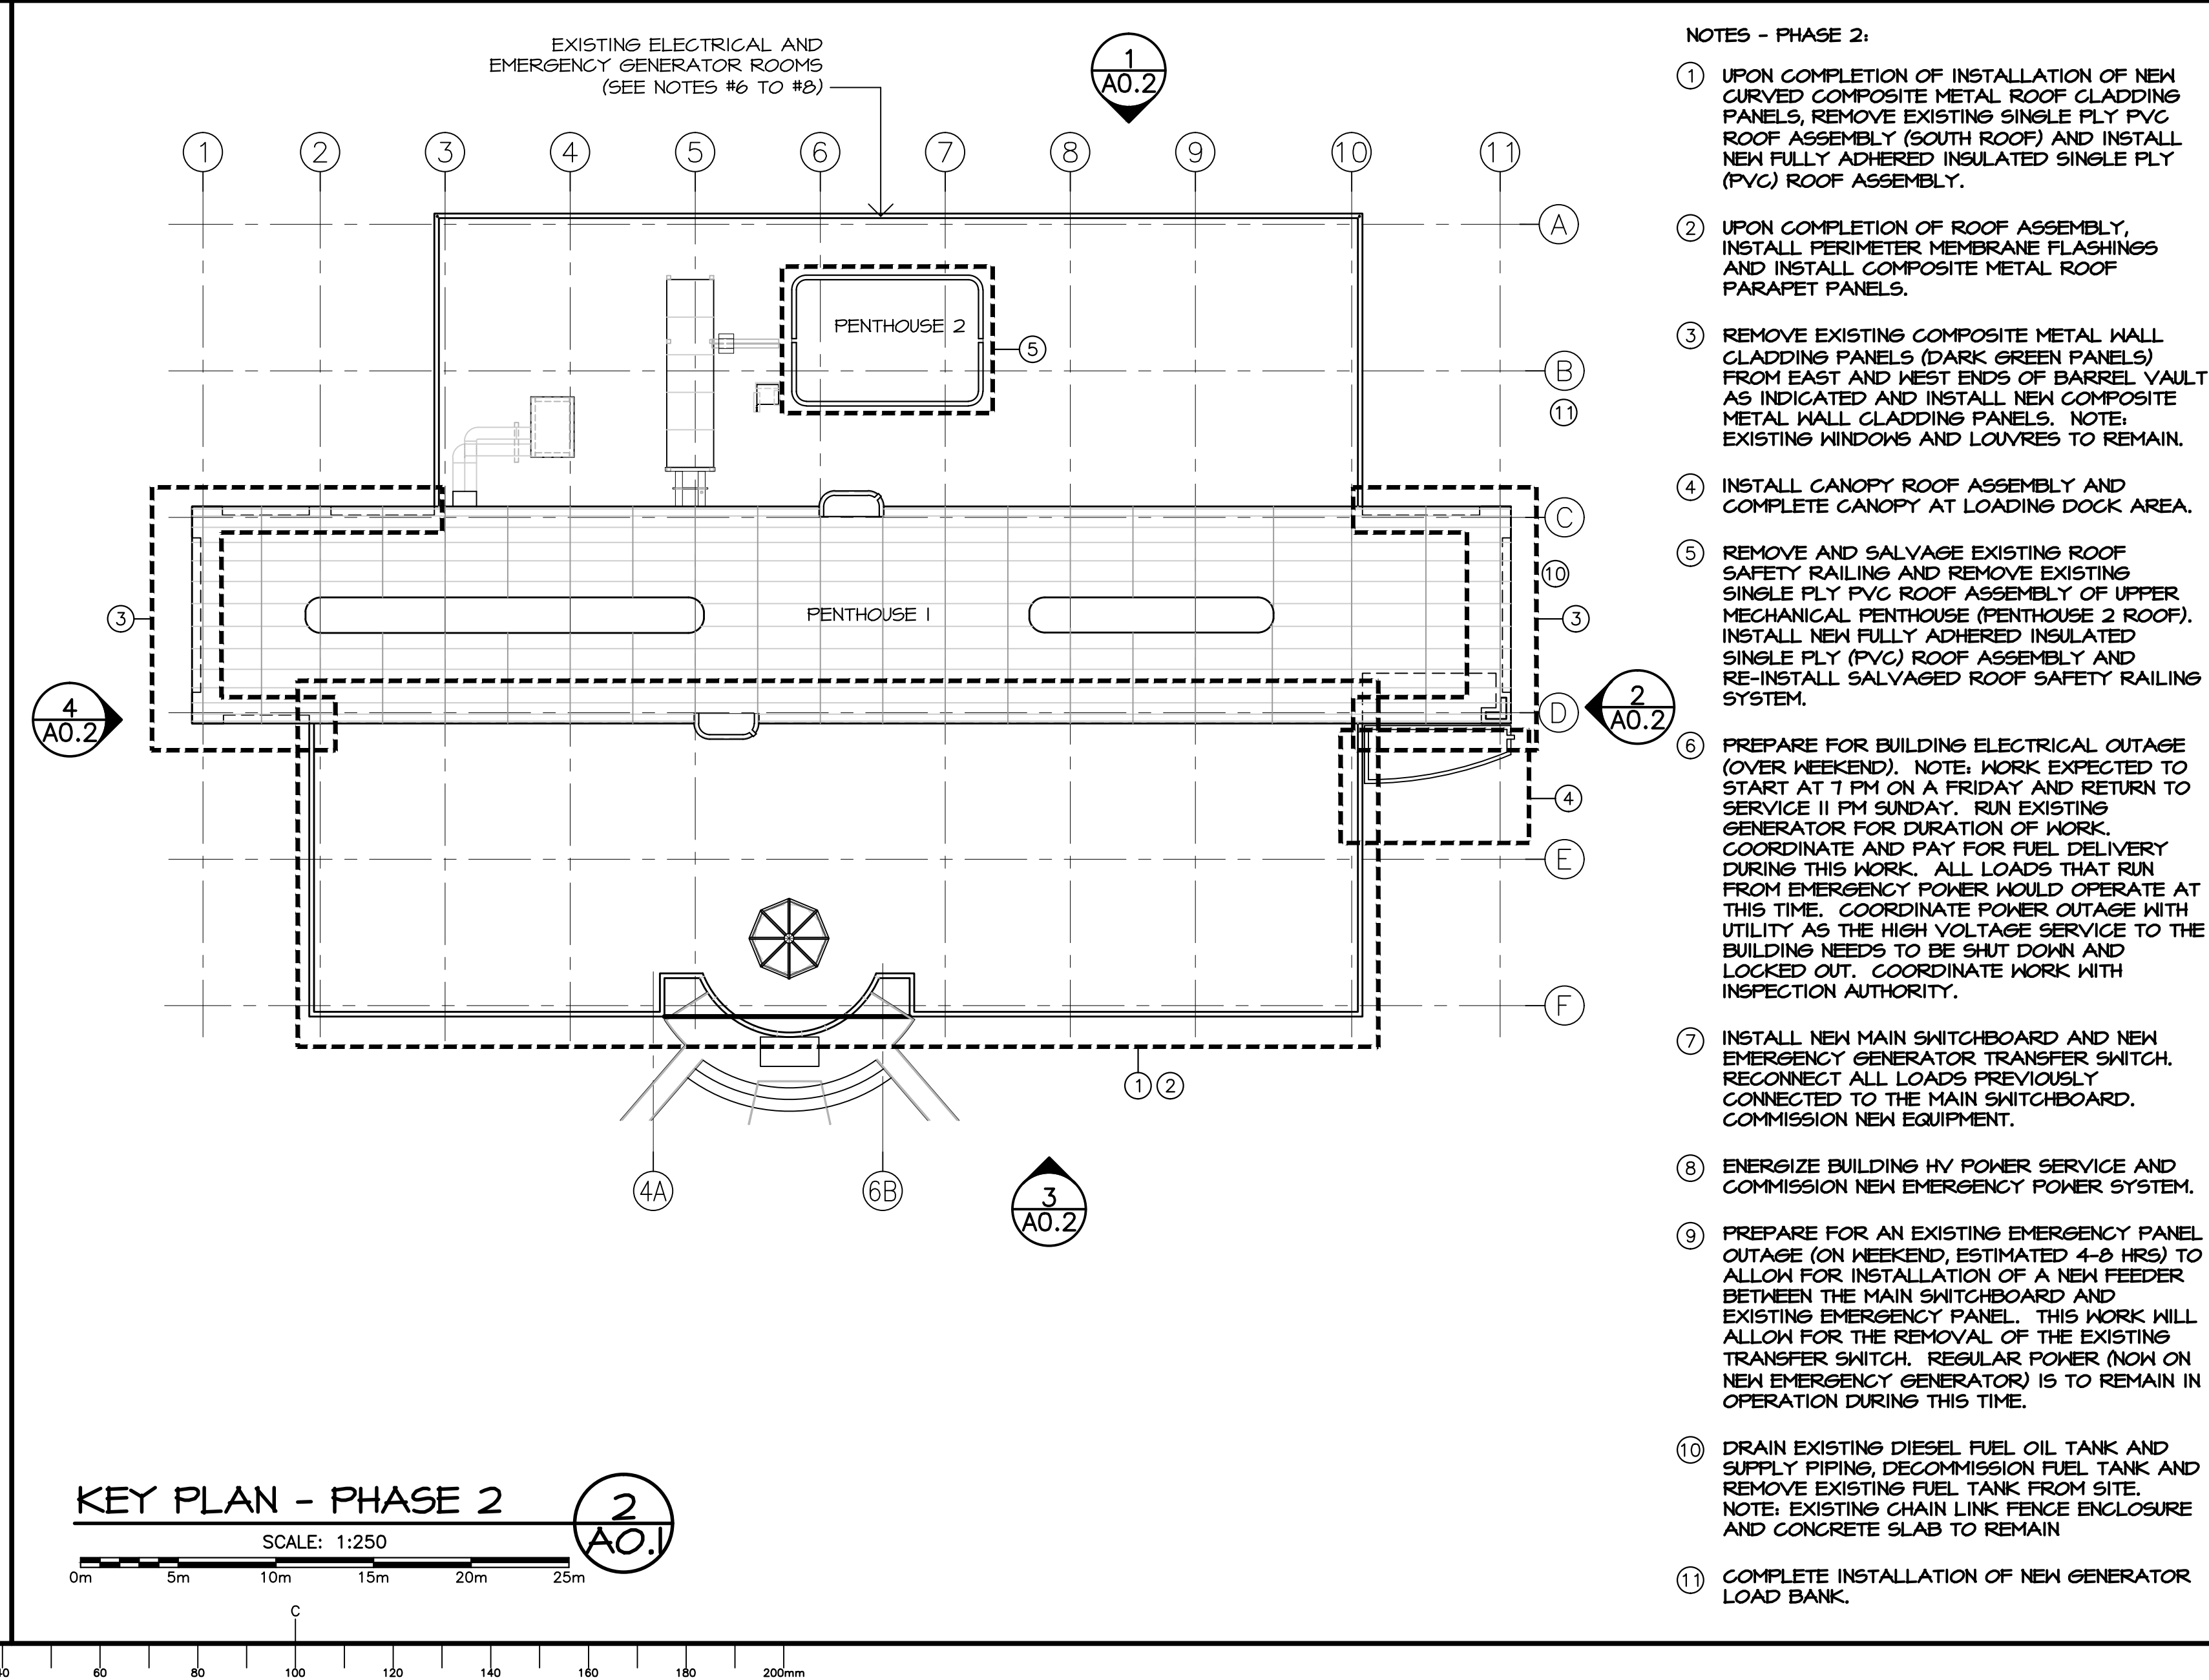 EXISTING ELECTRICAL AND
EMERGENCY GENERATOR ROOMS
(SEE NOTES #6 TO #8)
1
A0.2
1 2 3 4 5 6 7 8 9 10 11
A
PENTHOUSE 2
5
B
11
C
10
3
PENTHOUSE 1
3
4
A0.2
D
2
A0.2
4
E
F
1 2
4A
6B
3
A0.2
KEY PLAN - PHASE 2
2
A0.1
SCALE: 1:250
0m 5m 10m 15m 20m 25m
C
60 80 100 120 140 160 180 200mm
NOTES - PHASE 2:
1 UPON COMPLETION OF INSTALLATION OF NEW
CURVED COMPOSITE METAL ROOF CLADDING
PANELS, REMOVE EXISTING SINGLE PLY PVC
ROOF ASSEMBLY (SOUTH ROOF) AND INSTALL
NEW FULLY ADHERED INSULATED SINGLE PLY
(PVC) ROOF ASSEMBLY.
2 UPON COMPLETION OF ROOF ASSEMBLY,
INSTALL PERIMETER MEMBRANE FLASHINGS
AND INSTALL COMPOSITE METAL ROOF
PARAPET PANELS.
3 REMOVE EXISTING COMPOSITE METAL WALL
CLADDING PANELS (DARK GREEN PANELS)
FROM EAST AND WEST ENDS OF BARREL VAULT
AS INDICATED AND INSTALL NEW COMPOSITE
METAL WALL CLADDING PANELS. NOTE:
EXISTING WINDOWS AND LOUVRES TO REMAIN.
4 INSTALL CANOPY ROOF ASSEMBLY AND
COMPLETE CANOPY AT LOADING DOCK AREA.
5 REMOVE AND SALVAGE EXISTING ROOF
SAFETY RAILING AND REMOVE EXISTING
SINGLE PLY PVC ROOF ASSEMBLY OF UPPER
MECHANICAL PENTHOUSE (PENTHOUSE 2 ROOF).
INSTALL NEW FULLY ADHERED INSULATED
SINGLE PLY (PVC) ROOF ASSEMBLY AND
RE-INSTALL SALVAGED ROOF SAFETY RAILING
SYSTEM.
6 PREPARE FOR BUILDING ELECTRICAL OUTAGE
(OVER WEEKEND). NOTE: WORK EXPECTED TO
START AT 7 PM ON A FRIDAY AND RETURN TO
SERVICE 11 PM SUNDAY. RUN EXISTING
GENERATOR FOR DURATION OF WORK.
COORDINATE AND PAY FOR FUEL DELIVERY
DURING THIS WORK. ALL LOADS THAT RUN
FROM EMERGENCY POWER WOULD OPERATE AT
THIS TIME. COORDINATE POWER OUTAGE WITH
UTILITY AS THE HIGH VOLTAGE SERVICE TO THE
BUILDING NEEDS TO BE SHUT DOWN AND
LOCKED OUT. COORDINATE WORK WITH
INSPECTION AUTHORITY.
7 INSTALL NEW MAIN SWITCHBOARD AND NEW
EMERGENCY GENERATOR TRANSFER SWITCH.
RECONNECT ALL LOADS PREVIOUSLY
CONNECTED TO THE MAIN SWITCHBOARD.
COMMISSION NEW EQUIPMENT.
8 ENERGIZE BUILDING HV POWER SERVICE AND
COMMISSION NEW EMERGENCY POWER SYSTEM.
9 PREPARE FOR AN EXISTING EMERGENCY PANEL
OUTAGE (ON WEEKEND, ESTIMATED 4-8 HRS) TO
ALLOW FOR INSTALLATION OF A NEW FEEDER
BETWEEN THE MAIN SWITCHBOARD AND
EXISTING EMERGENCY PANEL. THIS WORK WILL
ALLOW FOR THE REMOVAL OF THE EXISTING
TRANSFER SWITCH. REGULAR POWER (NOW ON
NEW EMERGENCY GENERATOR) IS TO REMAIN IN
OPERATION DURING THIS TIME.
10 DRAIN EXISTING DIESEL FUEL OIL TANK AND
SUPPLY PIPING, DECOMMISSION FUEL TANK AND
REMOVE EXISTING FUEL TANK FROM SITE.
NOTE: EXISTING CHAIN LINK FENCE ENCLOSURE
AND CONCRETE SLAB TO REMAIN
11 COMPLETE INSTALLATION OF NEW GENERATOR
LOAD BANK.